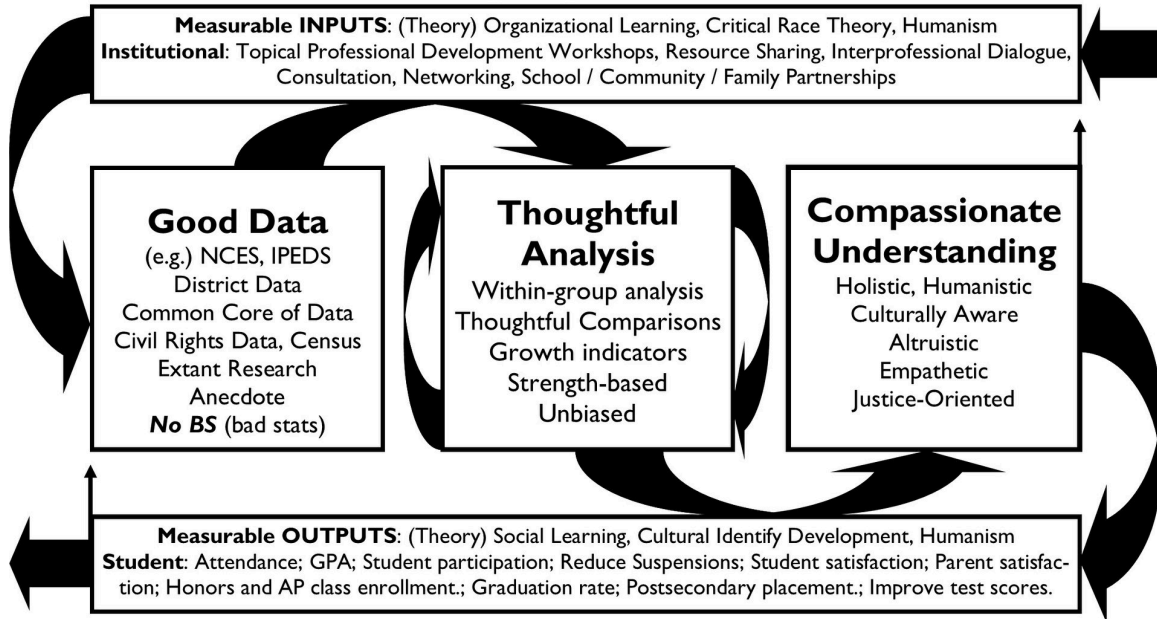 Measurable INPUTS: (Theory) Organizational Learning, Critical Race Theory, Humanism
Institutional: Topical Professional Development Workshops, Resource Sharing, Interprofessional Dialogue,
Consultation, Networking, School / Community / Family Partnerships
Good Data
(e.g.) NCES, IPEDS
District Data
Common Core of Data
Civil Rights Data, Census
Extant Research
Anecdote
No BS (bad stats)
Thoughtful
Analysis
Within-group analysis
Thoughtful Comparisons
Growth indicators
Strength-based
Unbiased
Compassionate
Understanding
Holistic, Humanistic
Culturally Aware
Altruistic
Empathetic
Justice-Oriented
Measurable OUTPUTS: (Theory) Social Learning, Cultural Identify Development, Humanism
Student: Attendance; GPA; Student participation; Reduce Suspensions; Student satisfaction; Parent satisfac-
tion; Honors and AP class enrollment.; Graduation rate; Postsecondary placement.; Improve test scores.